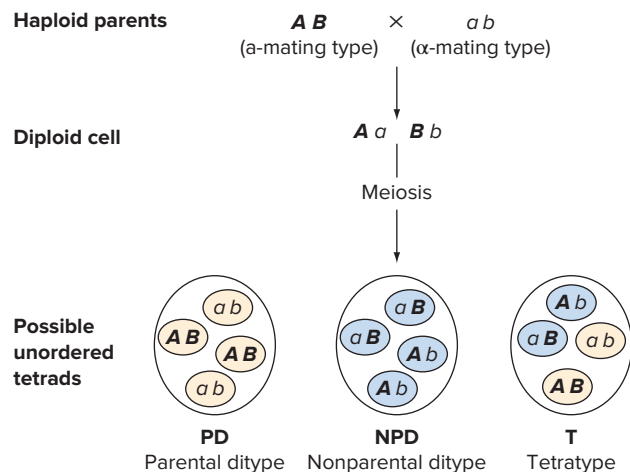 Haploid parents
A B × a b
(a-mating type) (α-mating type)
Diploid cell
A a B b
Meiosis
Possible
unordered
tetrads
a b
A B
A B
a b
a B
a B
A b
A b
A b
a B
a b
A B
PD NPD T
Parental ditype Nonparental ditype Tetratype